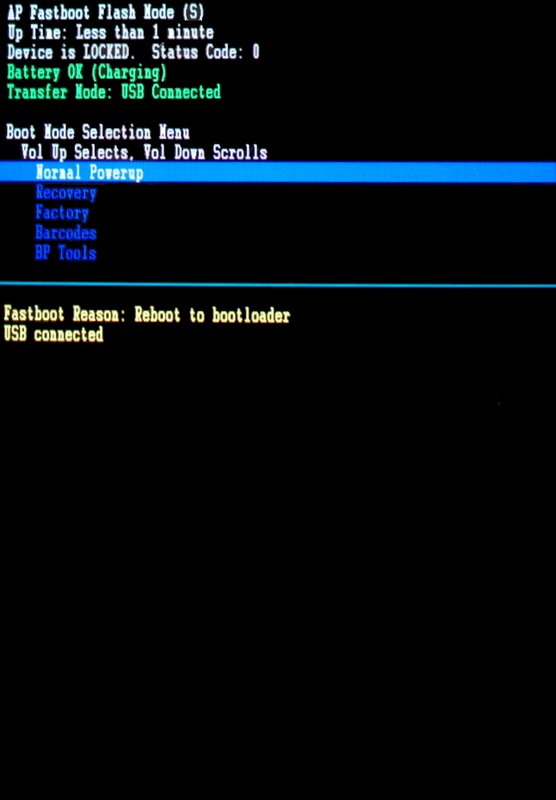 AP Fastboot Flash Mode (S)
Up Time: Less than 1 minute
Device is LOCKED. Status Code: 0
Battery OK (Charging)
Transfer Mode: USB Connected
Boot Mode Selection Menu
Vol Up Selects, Vol Down Scrolls
Normal Powerup
Recovery
Factory
Barcodes
BP Tools
Fastboot Reason: Reboot to bootloader
USB connected